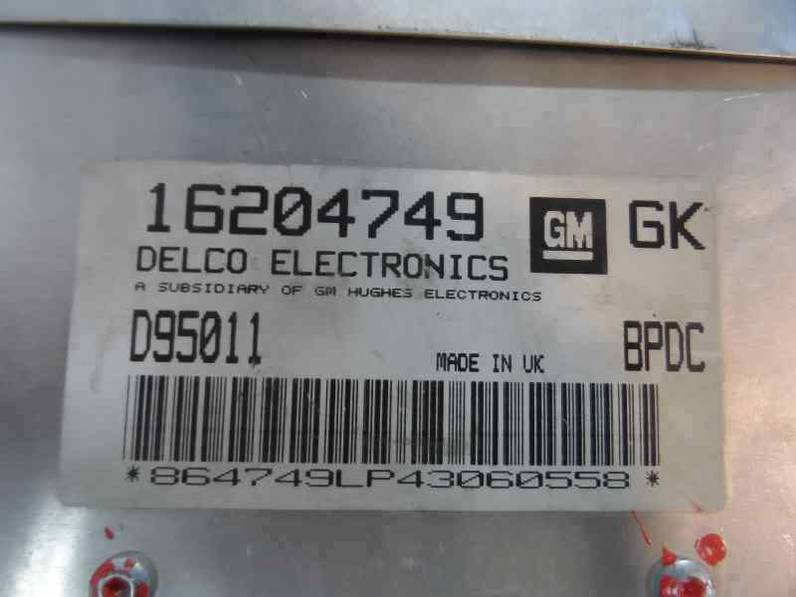 16204749 GM GK
DELCO ELECTRONICS
A SUBSIDIARY OF GM HUGHES ELECTRONICS
D95011 MADE IN UK BPDC
*864749LP43060558*